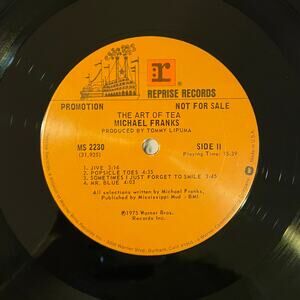 REPRISE RECORDS
PROMOTION NOT FOR SALE
THE ART OF TEA
MICHAEL FRANKS
PRODUCED BY TOMMY LIPUMA
MS 2230 SIDE II
(31,925) Playing Time: 15:39
1. JIVE 3:14
2. POPSICLE TOES 4:35
3. SOMETIMES I JUST FORGET TO SMILE 3:45
4. MR. BLUE 4:03
All selections written by Michael Franks,
Published by Mississippi Mud - BMI
©1975 Warner Bros.
Records Inc.